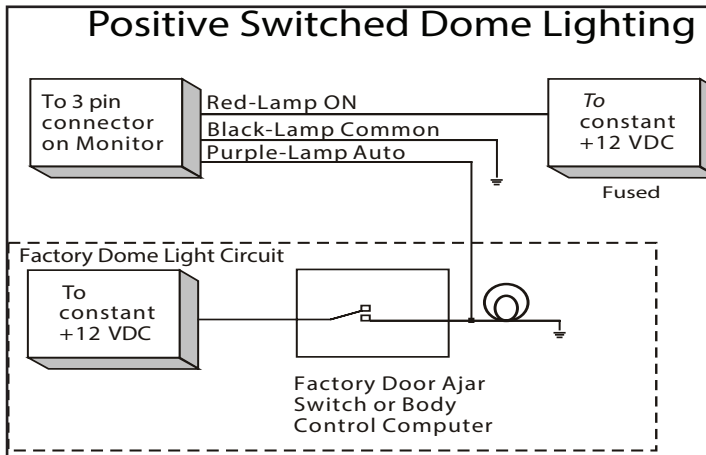 Positive Switched Dome Lighting
To 3 pin
connector
on Monitor
Red-Lamp ON
Black-Lamp Common
Purple-Lamp Auto
To
constant
+12 VDC
Fused
Factory Dome Light Circuit
To
constant
+12 VDC
Factory Door Ajar
Switch or Body
Control Computer